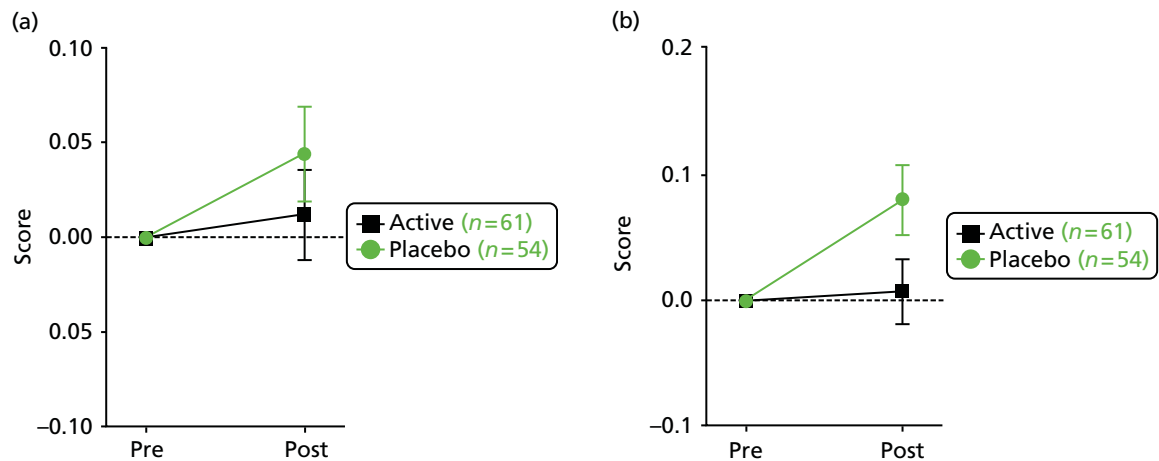 (a)
0.10
0.05
0.00
0.05
–0.10
Score
Pre
Post
Active (n=61)
Placebo (n=54)
(b)
0.2
0.1
0.0
–0.1
Score
Pre
Post
Active (n=61)
Placebo (n=54)